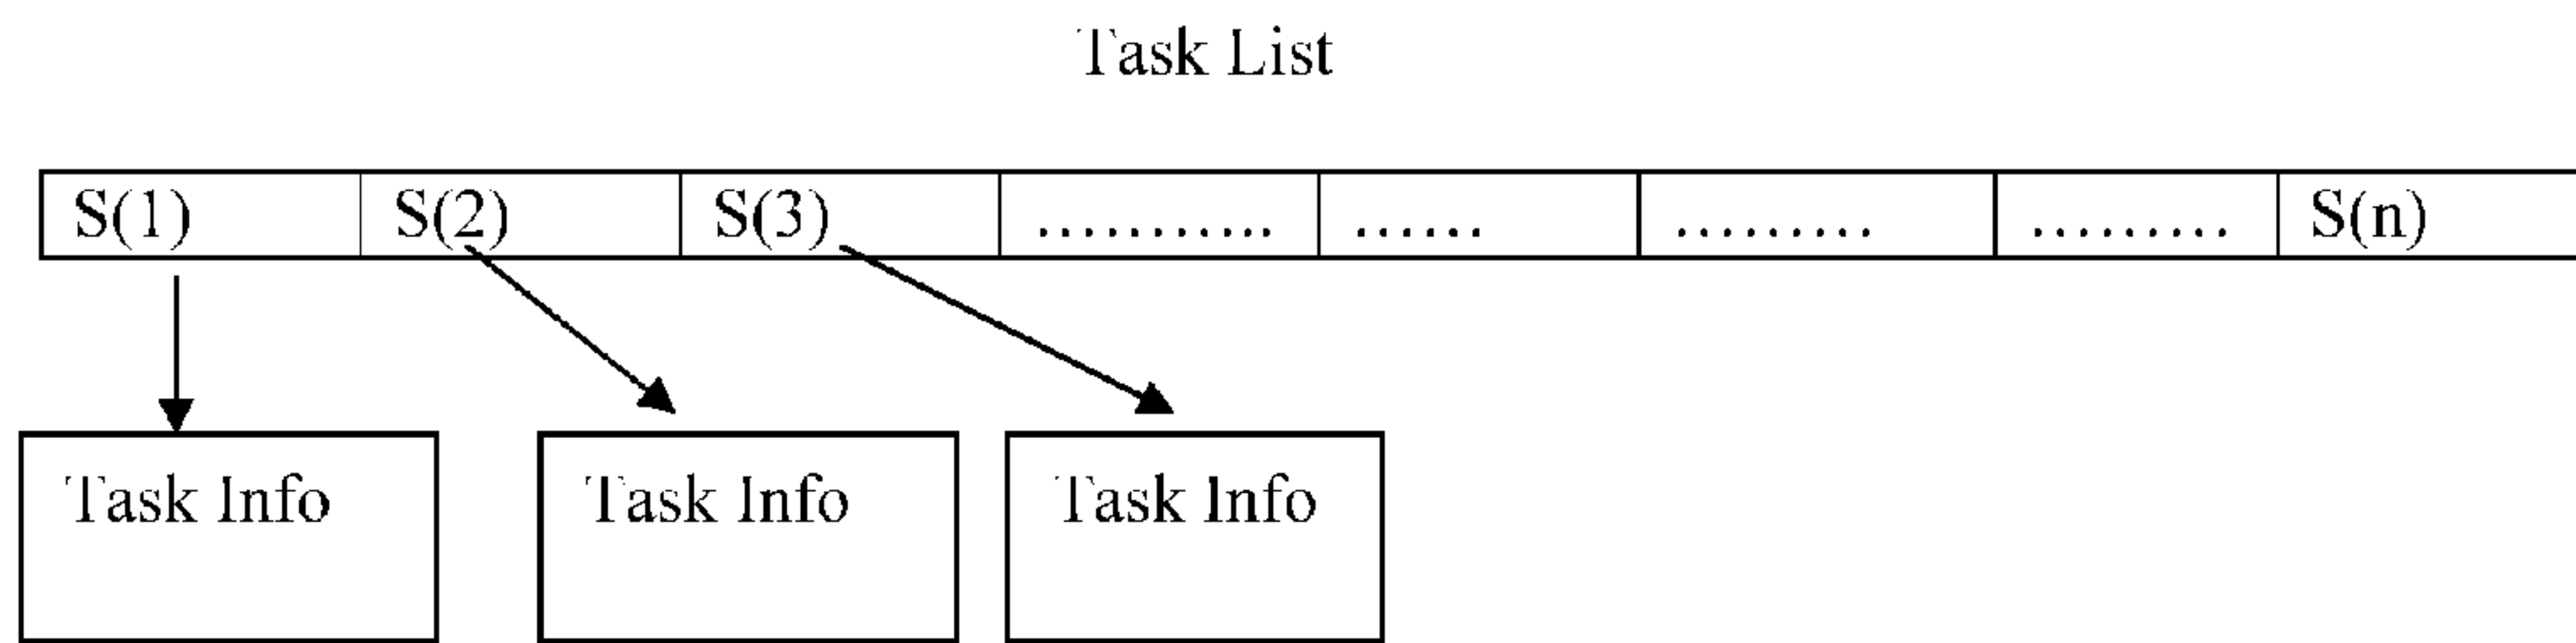 Task List
S(1) S(2) S(3) ........... ...... ......... ......... S(n)
Task Info Task Info Task Info